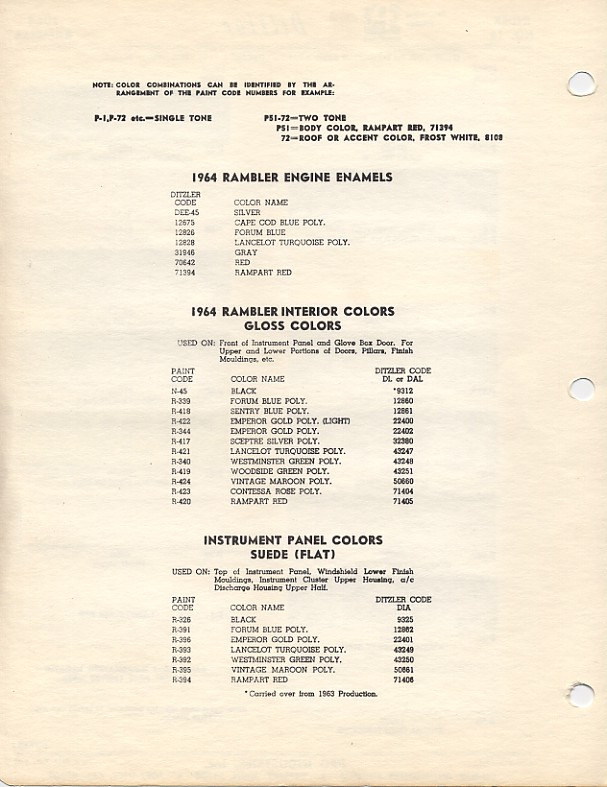 NOTE: COLOR COMBINATIONS CAN BE IDENTIFIED BY THE AR-
RANGEMENT OF THE PAINT CODE NUMBERS FOR EXAMPLE:
P-1,P-72 etc.—SINGLE TONE P51-72—TWO TONE
P51—BODY COLOR, RAMPART RED, 71394
72—ROOF OR ACCENT COLOR, FROST WHITE, 8108
1964 RAMBLER ENGINE ENAMELS
DITZLER
CODE COLOR NAME
DEE-45 SILVER
12675 CAPE COD BLUE POLY.
12826 FORUM BLUE
12828 LANCELOT TURQUOISE POLY.
31946 GRAY
70642 RED
71394 RAMPART RED
1964 RAMBLER INTERIOR COLORS
GLOSS COLORS
USED ON: Front of Instrument Panel and Glove Box Door. For
Upper and Lower Portions of Doors, Pillars, Finish
Mouldings, etc.
PAINT DITZLER CODE
CODE COLOR NAME DL or DAL
N-45 BLACK *9312
R-339 FORUM BLUE POLY. 12860
R-418 SENTRY BLUE POLY. 12861
R-422 EMPEROR GOLD POLY. (LIGHT) 22400
R-344 EMPEROR GOLD POLY. 22402
R-417 SCEPTRE SILVER POLY. 32380
R-421 LANCELOT TURQUOISE POLY. 43247
R-340 WESTMINSTER GREEN POLY. 43248
R-419 WOODSIDE GREEN POLY. 43251
R-424 VINTAGE MAROON POLY. 50660
R-423 CONTESSA ROSE POLY. 71404
R-420 RAMPART RED 71405
INSTRUMENT PANEL COLORS
SUEDE (FLAT)
USED ON: Top of Instrument Panel, Windshield Lower Finish
Mouldings, Instrument Cluster Upper Housing, a/c
Discharge Housing Upper Half.
PAINT DITZLER CODE
CODE COLOR NAME DIA
R-326 BLACK 9325
R-391 FORUM BLUE POLY. 12862
R-396 EMPEROR GOLD POLY. 22401
R-393 LANCELOT TURQUOISE POLY. 43249
R-392 WESTMINSTER GREEN POLY. 43250
R-395 VINTAGE MAROON POLY. 50661
R-394 RAMPART RED 71406
*Carried over from 1963 Production.